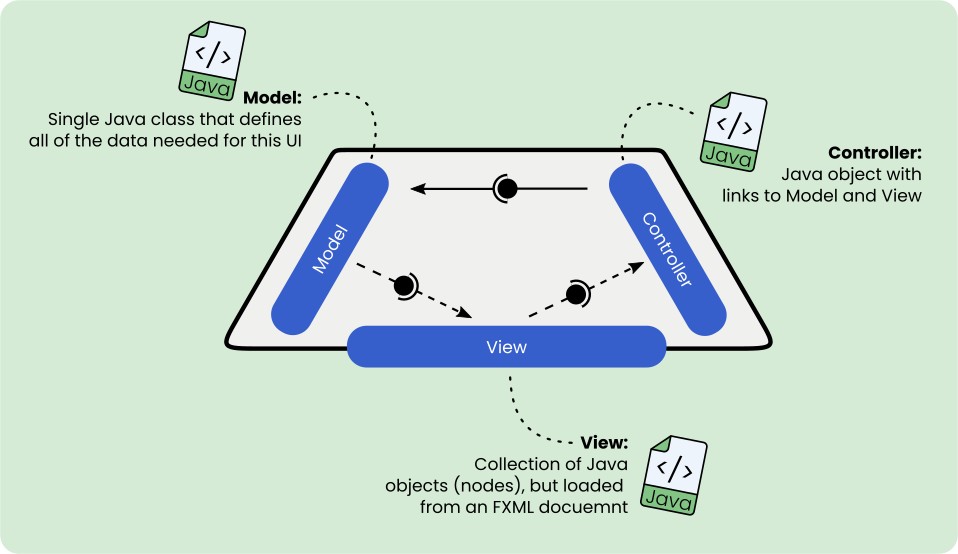 </> Java
Model:
Single Java class that defines
all of the data needed for this UI
</> Java
Controller:
Java object with
links to Model and View
Model
Controller
View
View:
Collection of Java
objects (nodes), but loaded
from an FXML docuemnt
</> Java